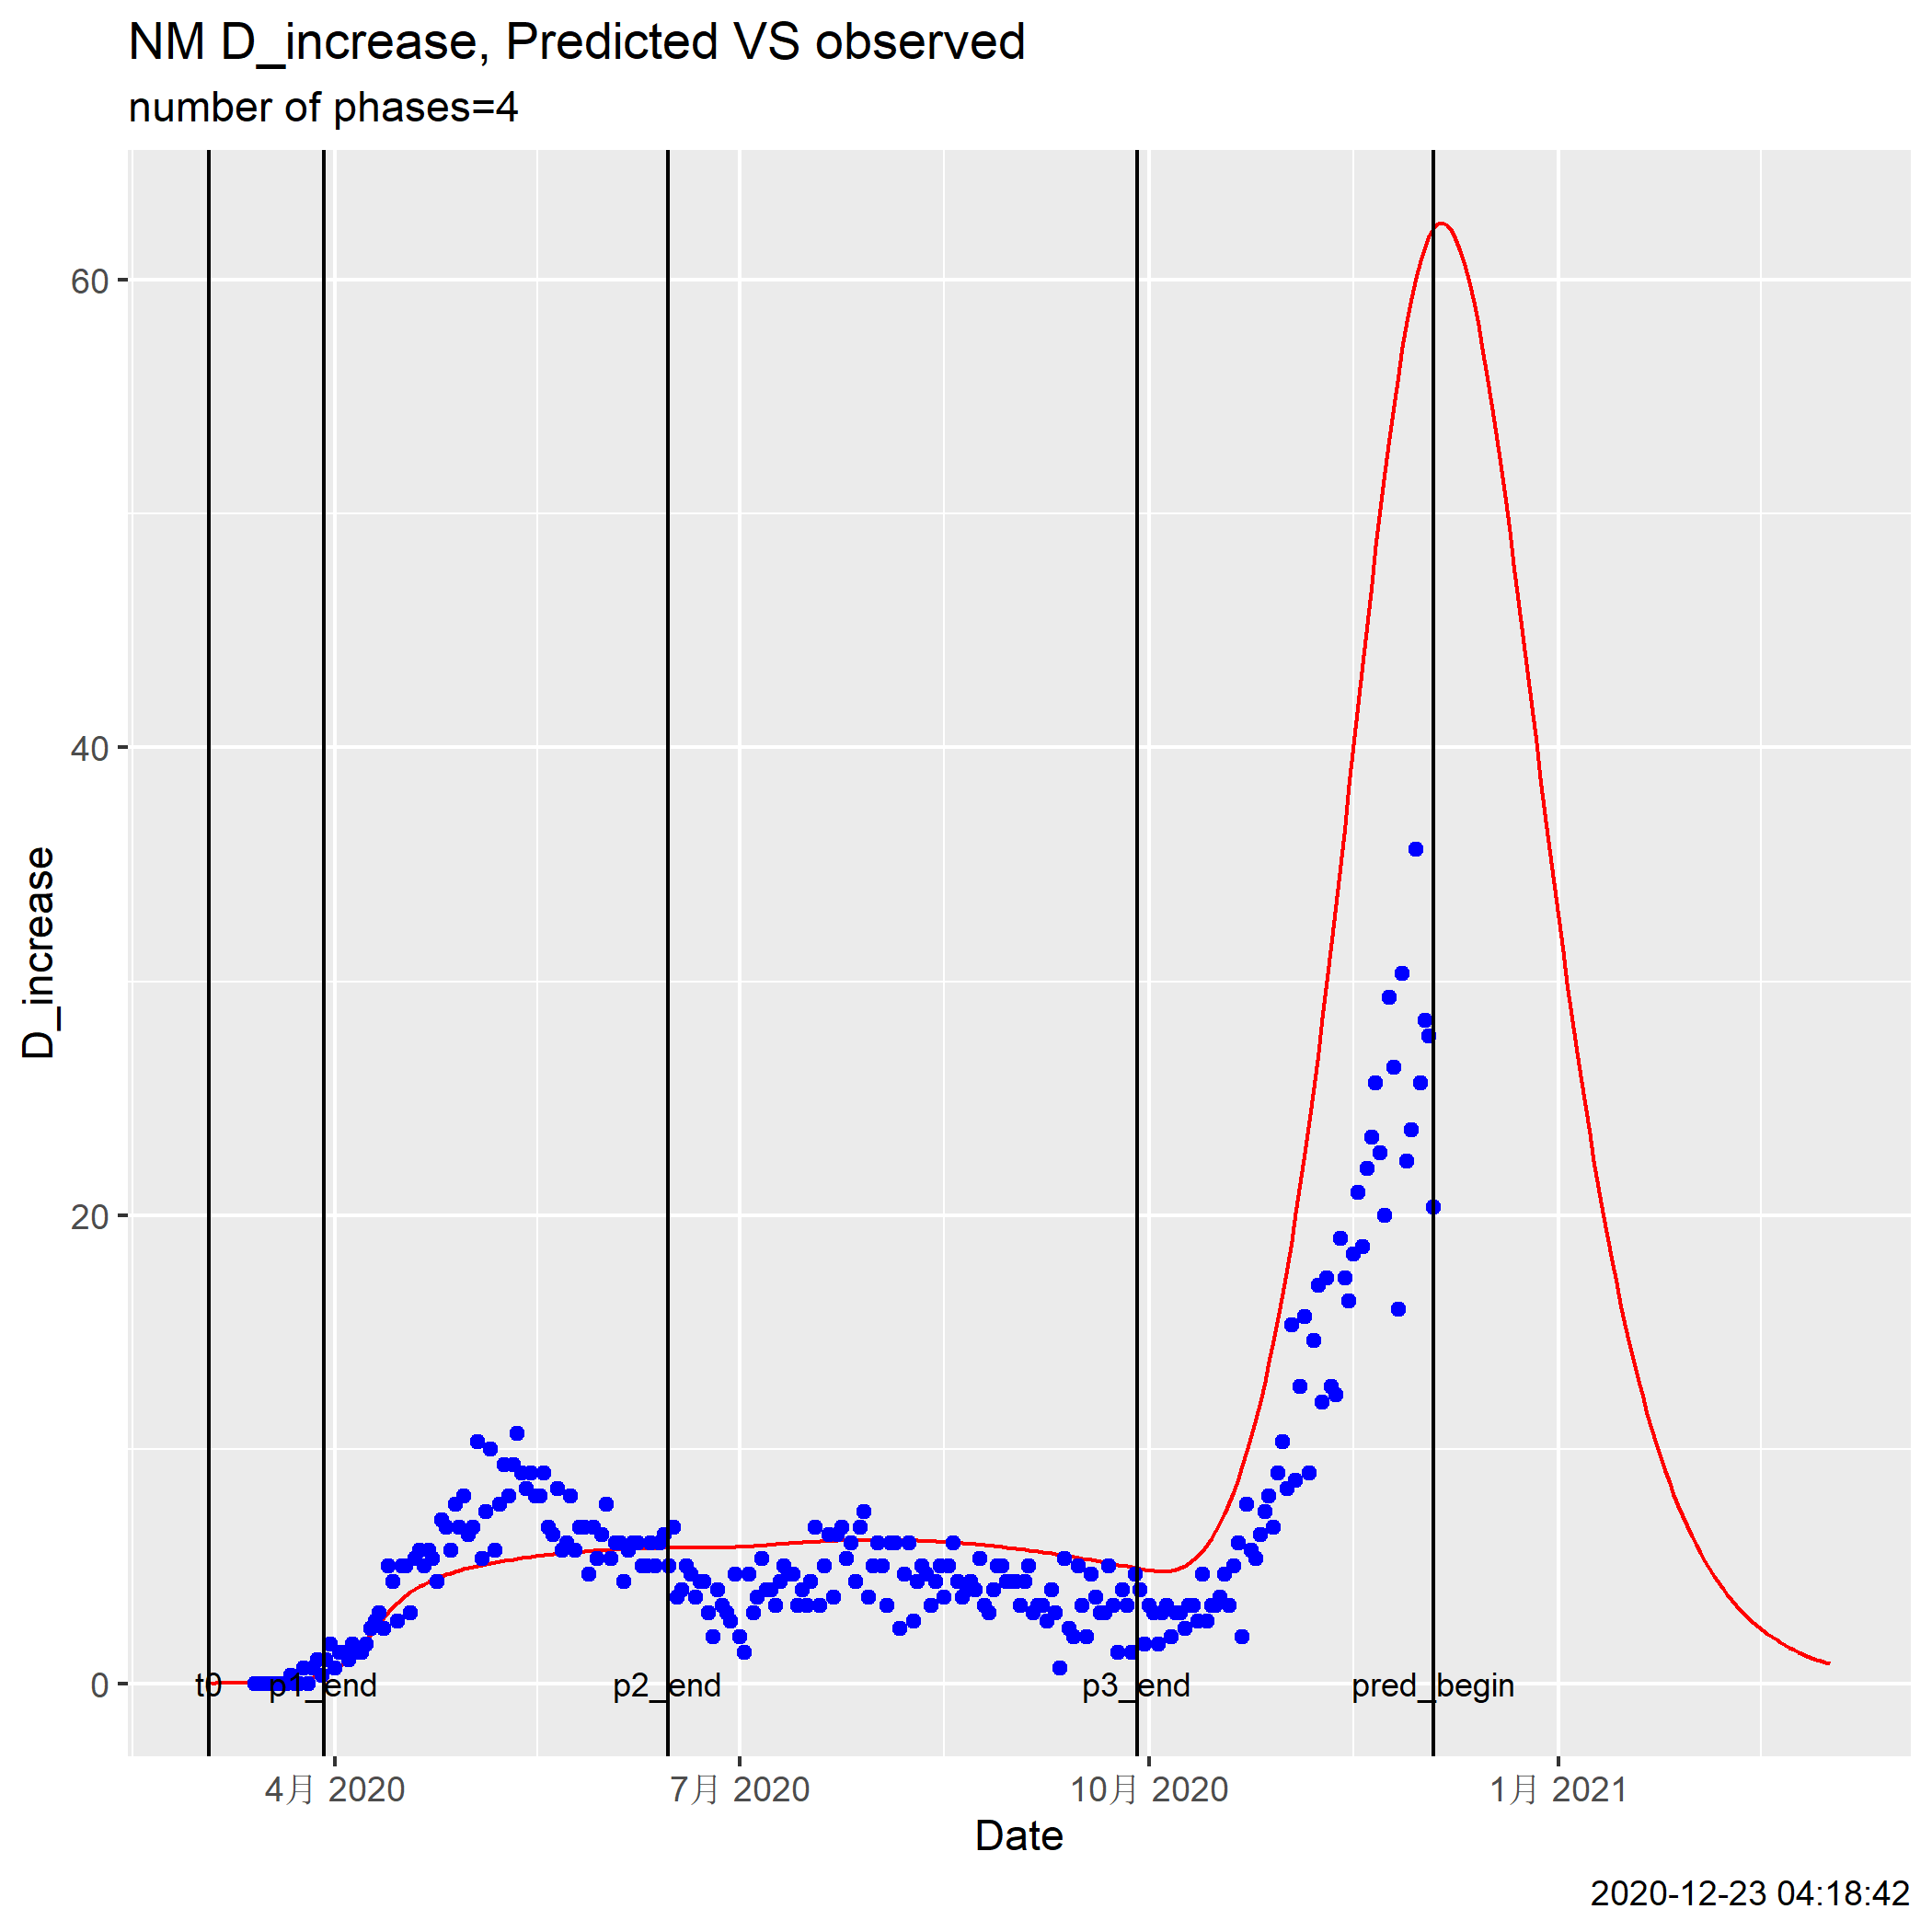 NM D_increase, Predicted VS observed
number of phases=4
D_increase
60
40
20
0
t0
p1_end
p2_end
p3_end
pred_begin
4月 2020
7月 2020
10月 2020
1月 2021
Date
2020-12-23 04:18:42